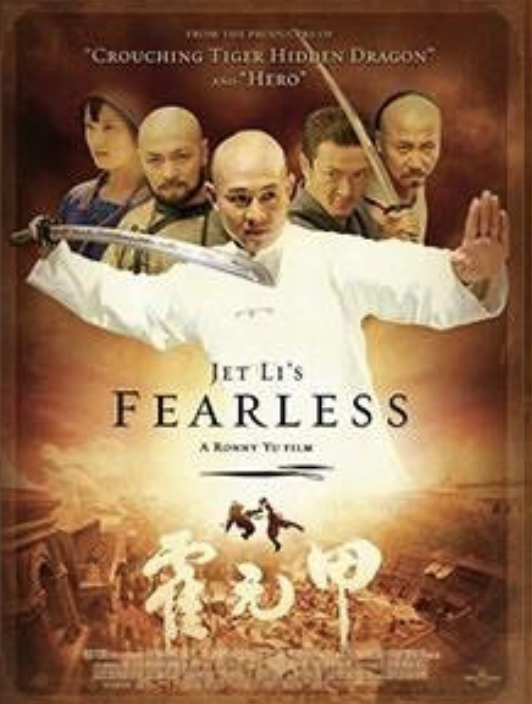 FROM THE PRODUCERS OF
"CROUCHING TIGER HIDDEN DRAGON"
AND "HERO"
JET LI'S
FEARLESS
A RONNY YU FILM
霍元甲